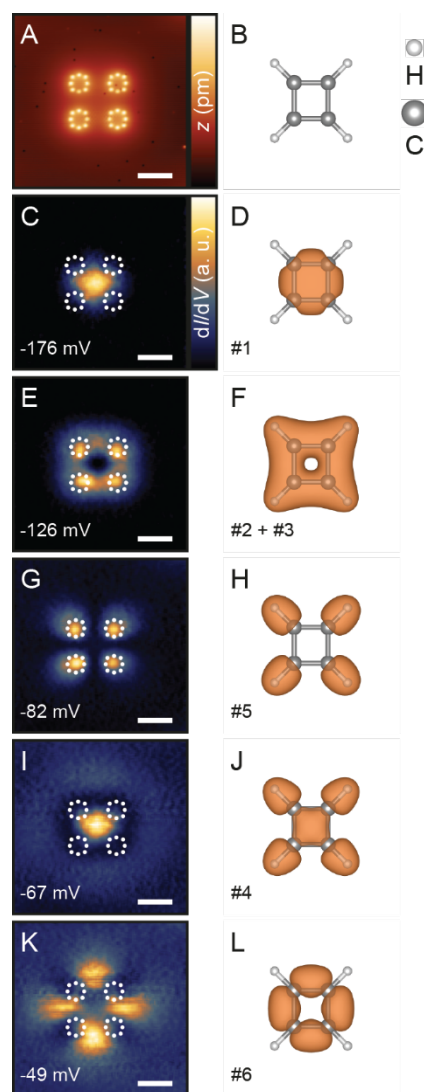 A
z (pm)
B
H
C
C
dI/dV (a. u.)
-176 mV
D
#1
E
-126 mV
F
#2 + #3
G
-82 mV
H
#5
I
-67 mV
J
#4
K
-49 mV
L
#6